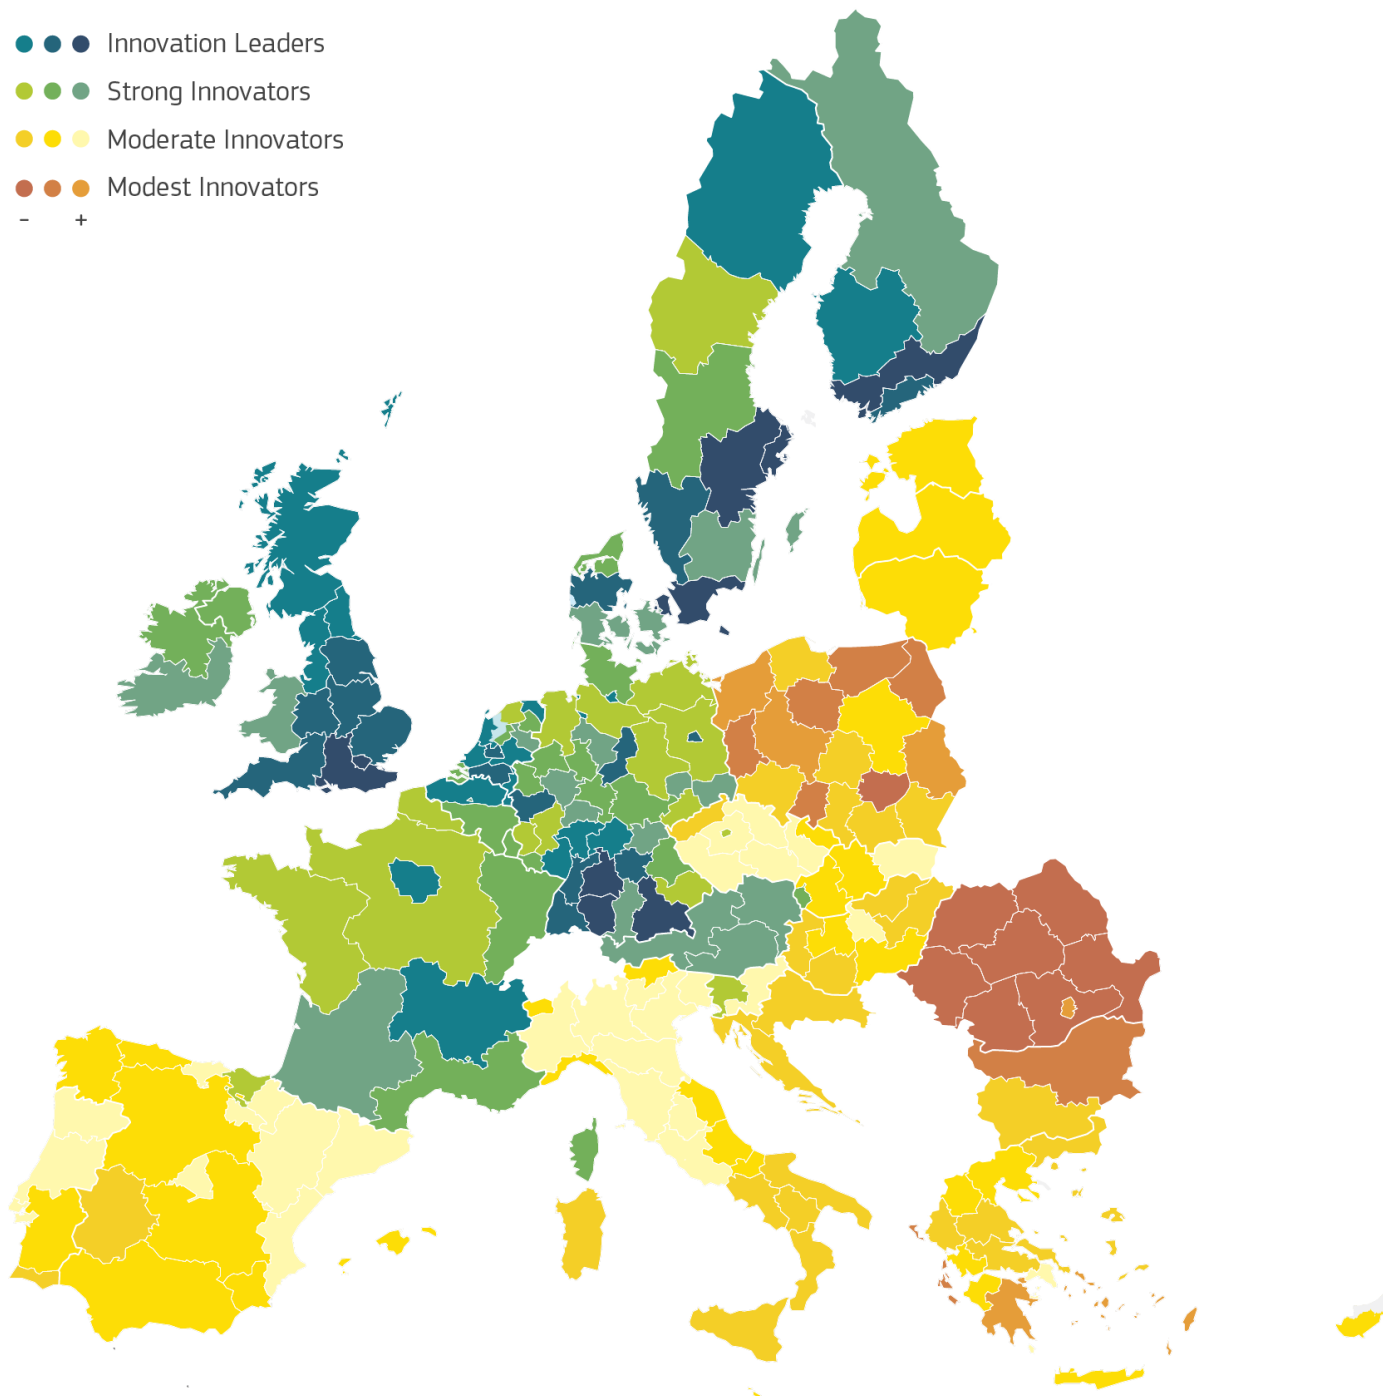 Innovation Leaders
Strong Innovators
Moderate Innovators
Modest Innovators
- +